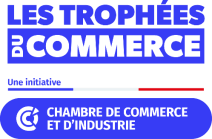 LES TROPHÉES
DU COMMERCE
Une initiative
CHAMBRE DE COMMERCE
ET D'INDUSTRIE